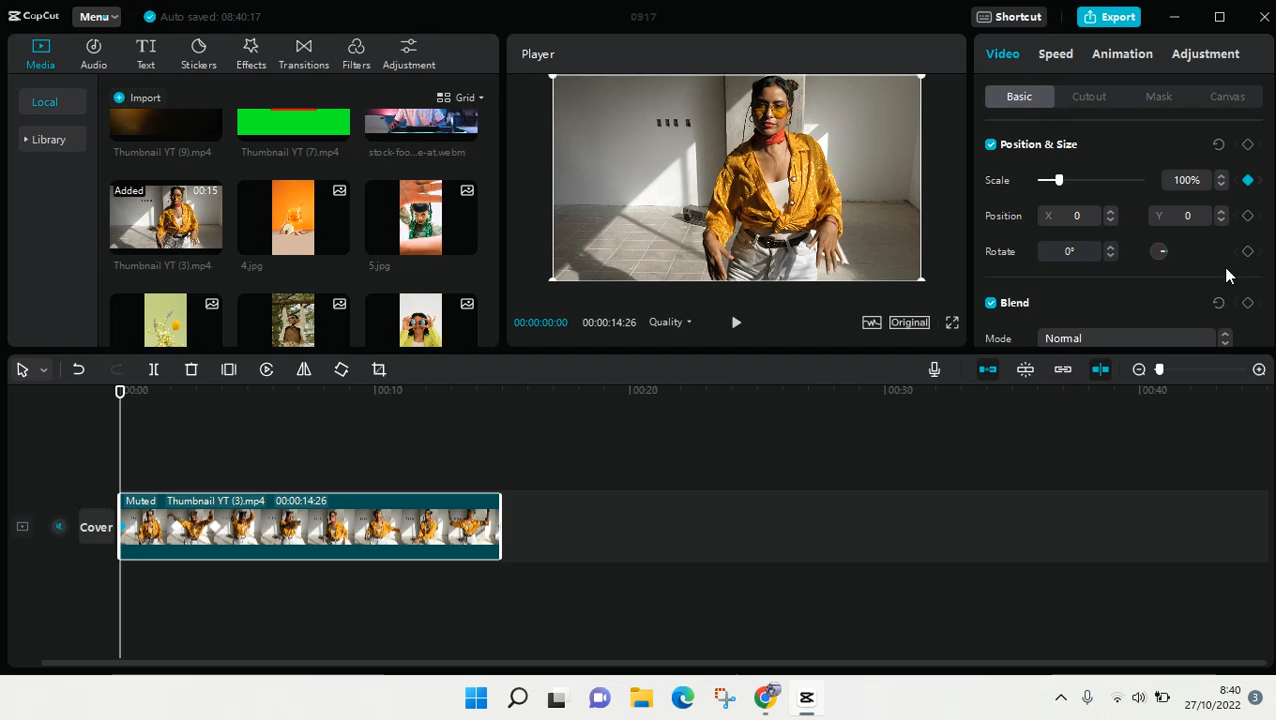 CapCut Menu Auto saved: 08:40:17 0917 Shortcut Export
Media Audio Text Stickers Effects Transitions Filters Adjustment
Player
Video Speed Animation Adjustment
Local
Library
Import
Grid
Basic Cutout Mask Canvas
Thumbnail YT (9).mp4 Thumbnail YT (7).mp4 stock-foo...e-at.webm
Added 00:15
Thumbnail YT (3).mp4 4.jpg 5.jpg
00:00:00:00 00:00:14:26 Quality Original
Position & Size
Scale 100%
Position X 0 Y 0
Rotate 0°
Blend
Mode Normal
00:00 00:10 00:20 00:30 00:40
Muted Thumbnail YT (3).mp4 00:00:14:26
Cover
8:40
27/10/2022
3